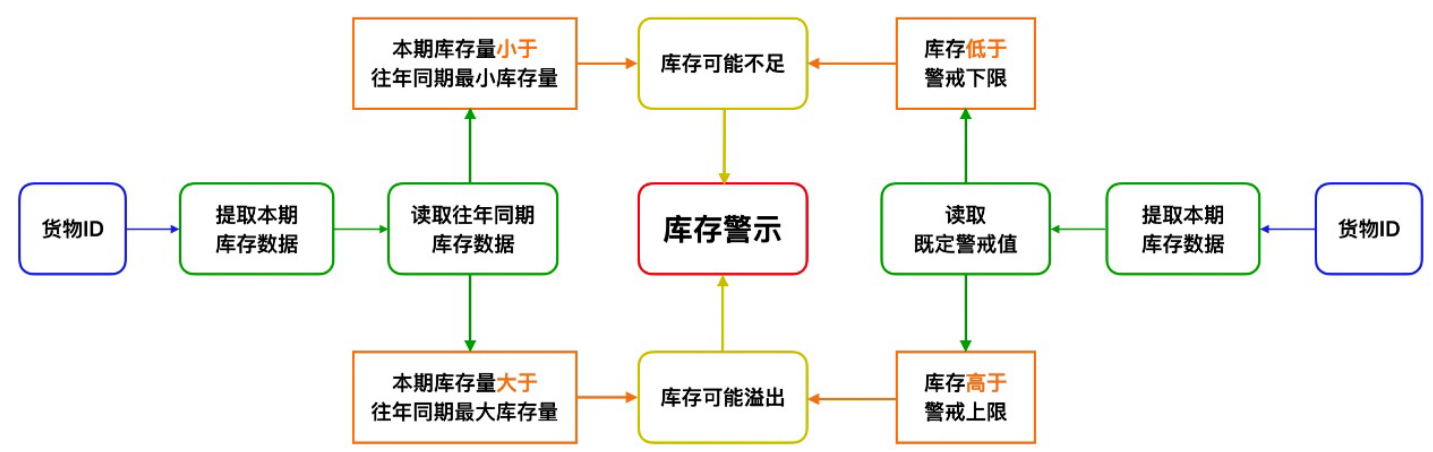 本期库存量小于
往年同期最小库存量
库存可能不足
库存低于
警戒下限
货物ID
提取本期
库存数据
读取往年同期
库存数据
库存警示
读取
既定警戒值
提取本期
库存数据
货物ID
本期库存量大于
往年同期最大库存量
库存可能溢出
库存高于
警戒上限